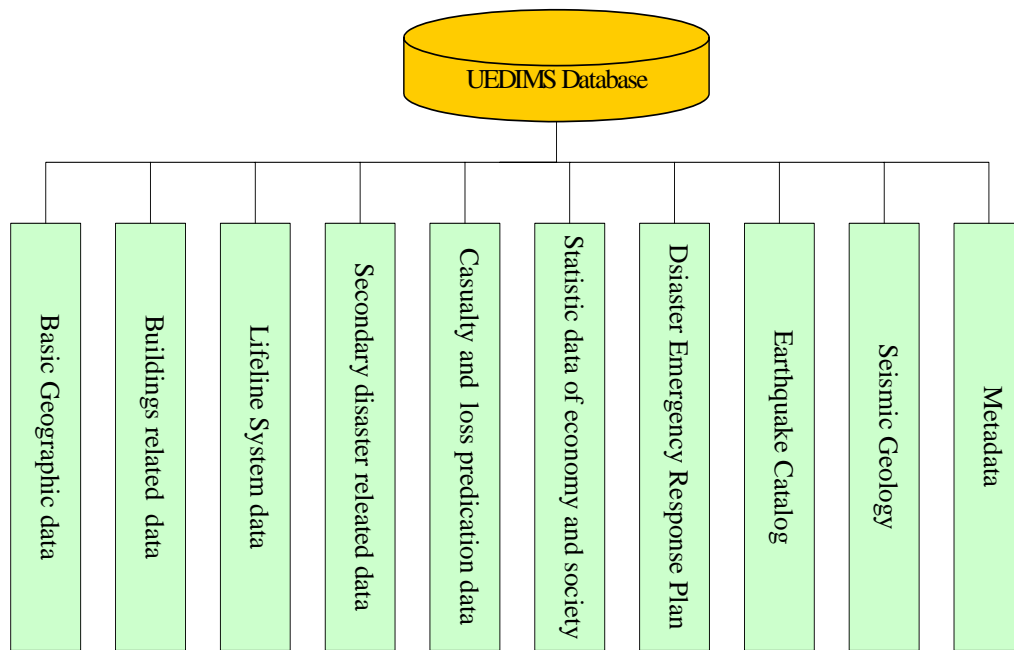 UEDIMS Database
Basic Geographic data
Buildings related data
Lifeline System data
Secondary disaster releated data
Casualty and loss predication data
Statistic data of economy and society
Dsiaster Emergency Response Plan
Earthquake Catalog
Seismic Geology
Metadata